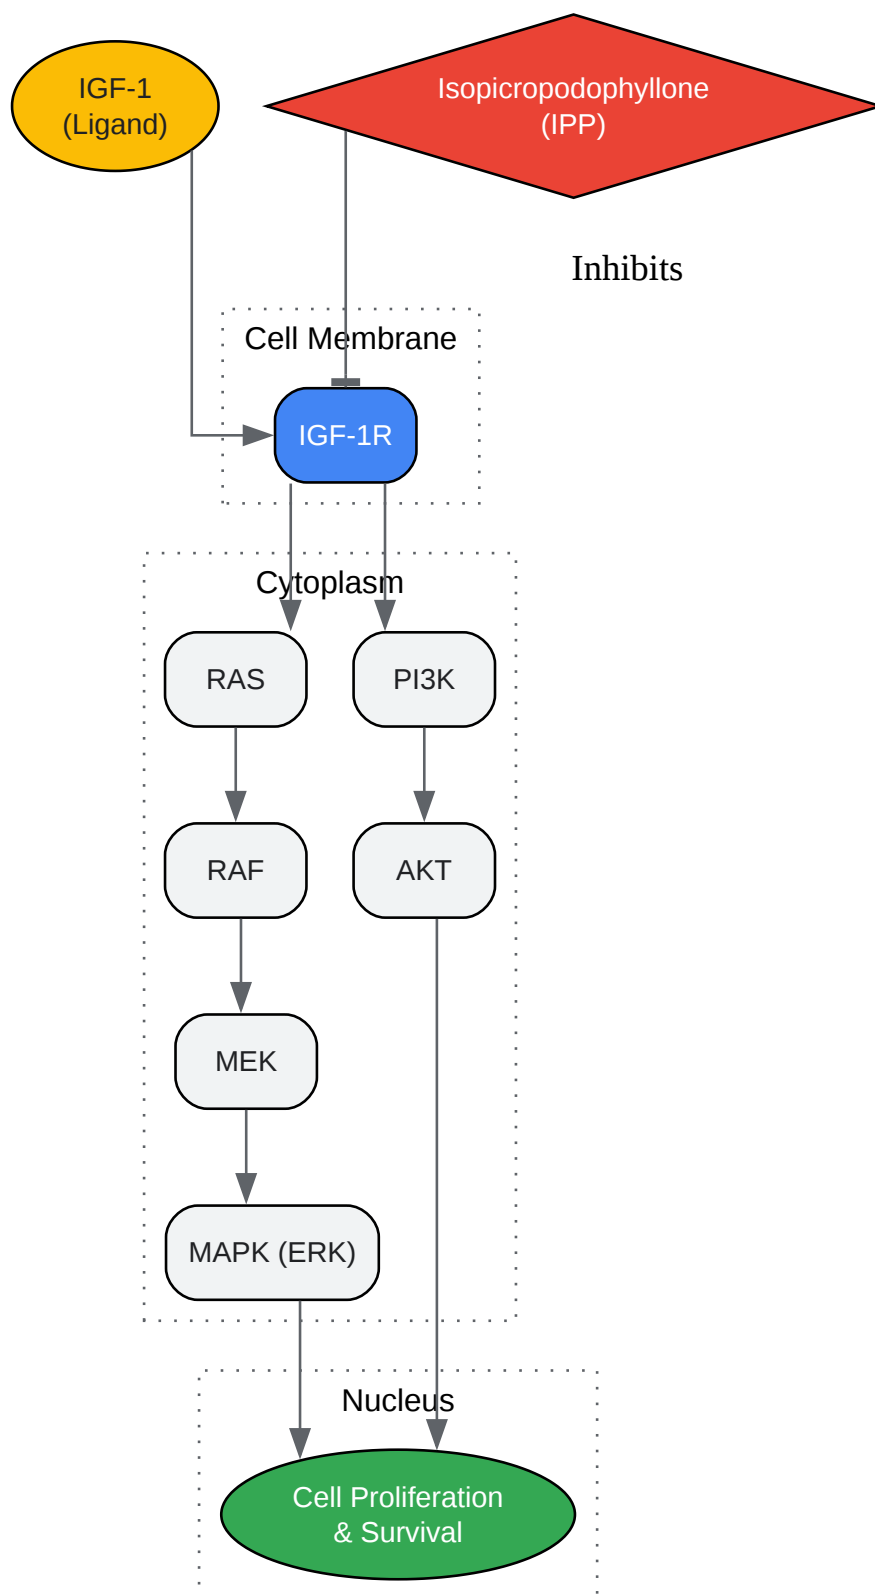 IGF-1
(Ligand)
Isopicropodophyllone
(IPP)
Inhibits
Cell Membrane
IGF-1R
Cytoplasm
RAS
PI3K
RAF
AKT
MEK
MAPK (ERK)
Nucleus
Cell Proliferation
& Survival